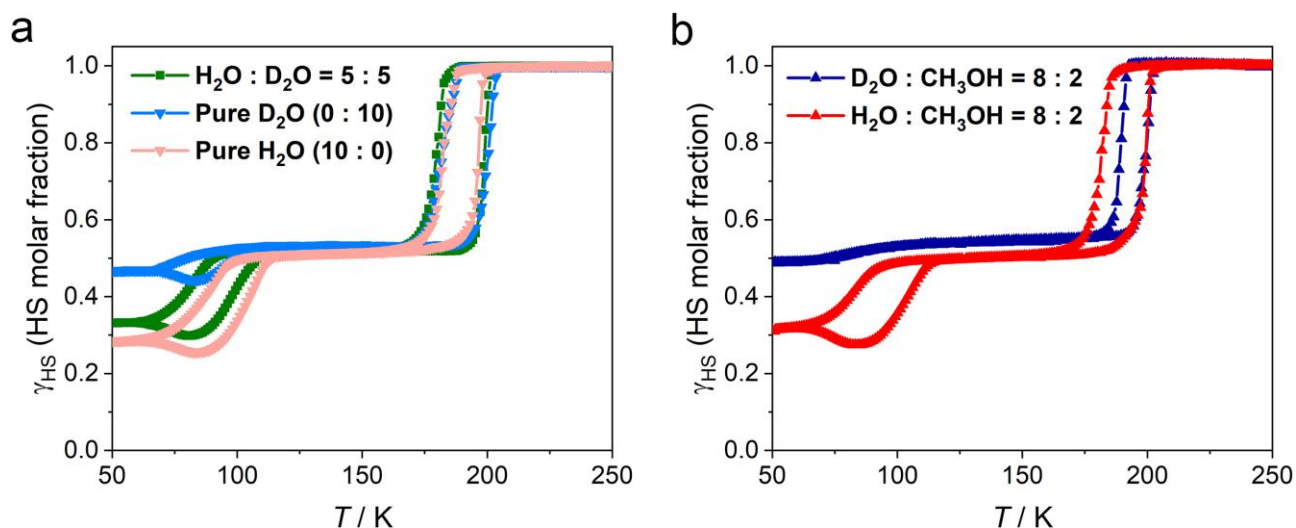 a
H₂O : D₂O = 5 : 5
Pure D₂O (0 : 10)
Pure H₂O (10 : 0)
γHS (HS molar fraction)
1.0
0.8
0.6
0.4
0.2
0.0
50 100 150 200 250
T / K
b
D₂O : CH₃OH = 8 : 2
H₂O : CH₃OH = 8 : 2
γHS (HS molar fraction)
1.0
0.8
0.6
0.4
0.2
0.0
50 100 150 200 250
T / K